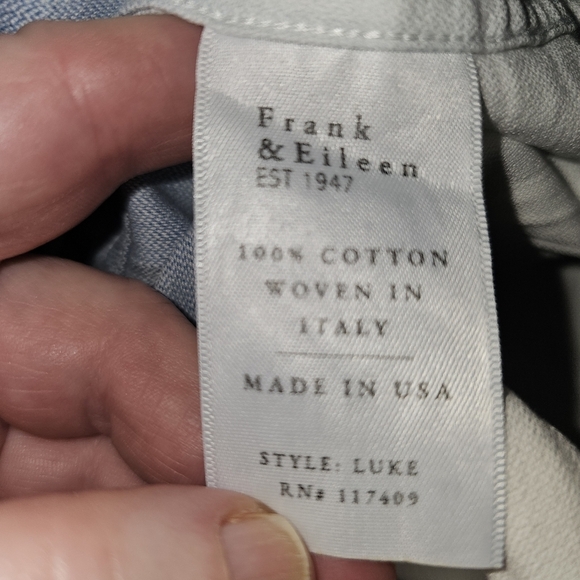 Frank
& Eileen
EST 1947
100% COTTON
WOVEN IN
ITALY
MADE IN USA
STYLE: LUKE
RN# 117409